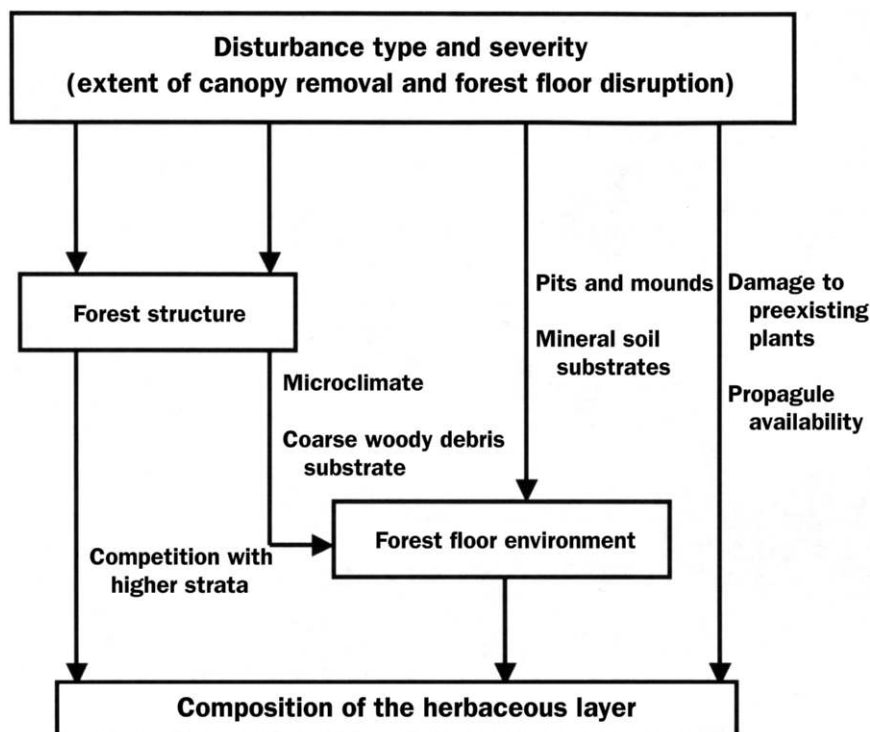 Disturbance type and severity
(extent of canopy removal and forest floor disruption)
Forest structure
Pits and mounds
Mineral soil
substrates
Damage to
preexisting
plants
Propagule
availability
Microclimate
Coarse woody debris
substrate
Forest floor environment
Competition with
higher strata
Composition of the herbaceous layer